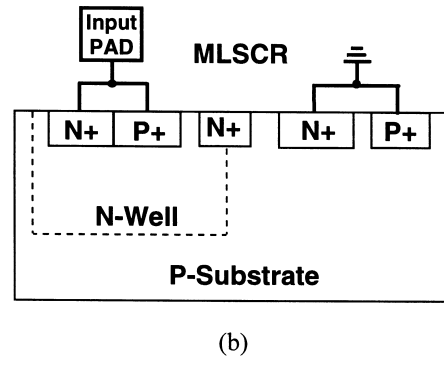 Input
PAD
MLSCR
N+ P+ N+ N+ P+
N-Well
P-Substrate
(b)